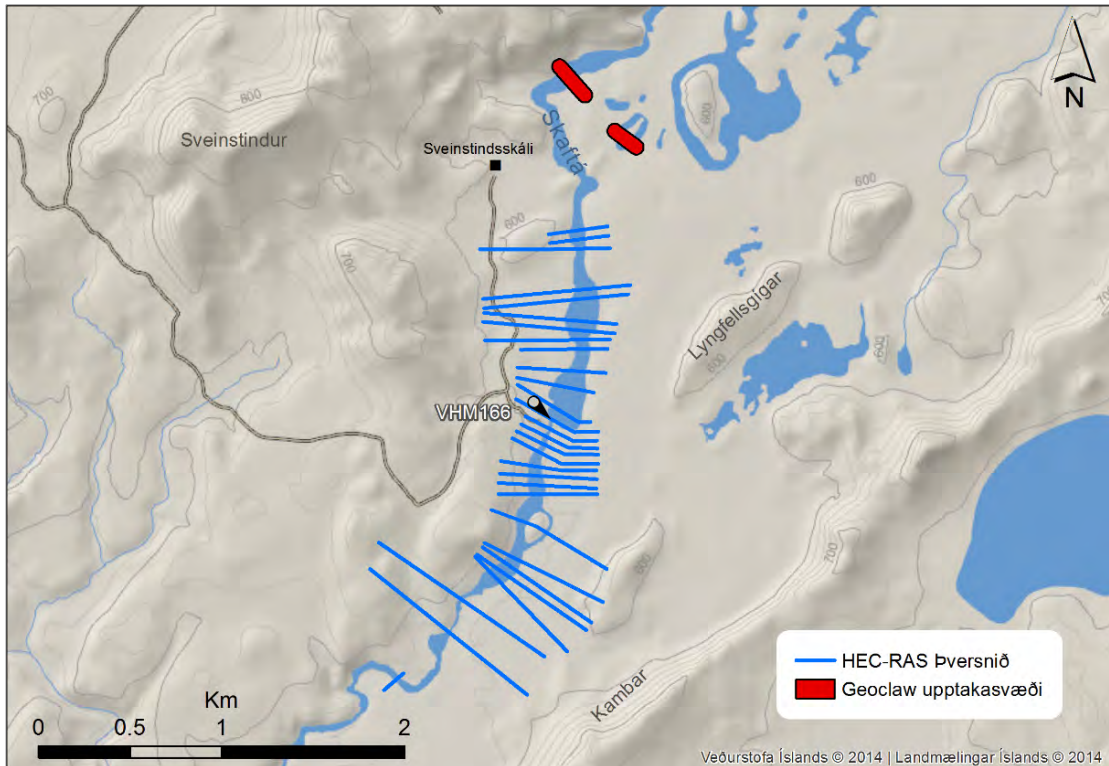 700
800
Sveinstindur
Sveinstindsskáli
Skaftá
600
N
600
600
700
Lyngfellsgígar
600
600
700
VHM166
600
700
Kambar
HEC-RAS Þversnið
Geoclaw upptakasvæði
Km
0 0.5 1 2
Veðurstofa Íslands © 2014 | Landmælingar Íslands © 2014